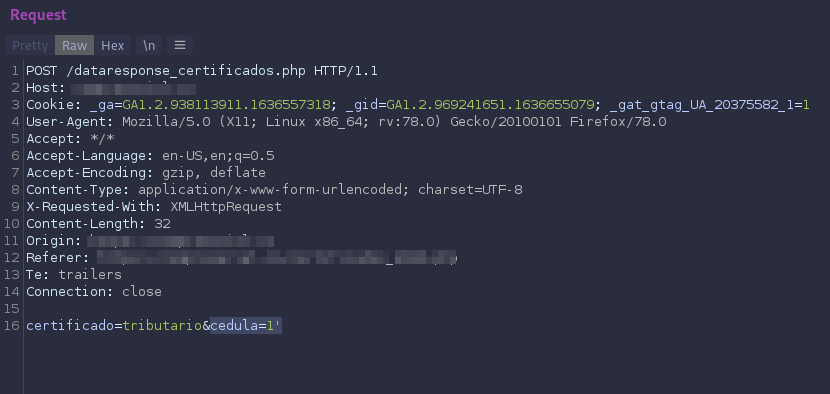 Request
Pretty Raw Hex \n ≡
1 POST /dataresponse_certificados.php HTTP/1.1
2 Host:
3 Cookie: _ga=GA1.2.938113911.1636557318; _gid=GA1.2.969241651.1636655079; _gat_gtag_UA_20375582_1=1
4 User-Agent: Mozilla/5.0 (X11; Linux x86_64; rv:78.0) Gecko/20100101 Firefox/78.0
5 Accept: */*
6 Accept-Language: en-US,en;q=0.5
7 Accept-Encoding: gzip, deflate
8 Content-Type: application/x-www-form-urlencoded; charset=UTF-8
9 X-Requested-With: XMLHttpRequest
10 Content-Length: 32
11 Origin:
12 Referer:
13 Te: trailers
14 Connection: close
15
16 certificado=tributario&cedula=1'